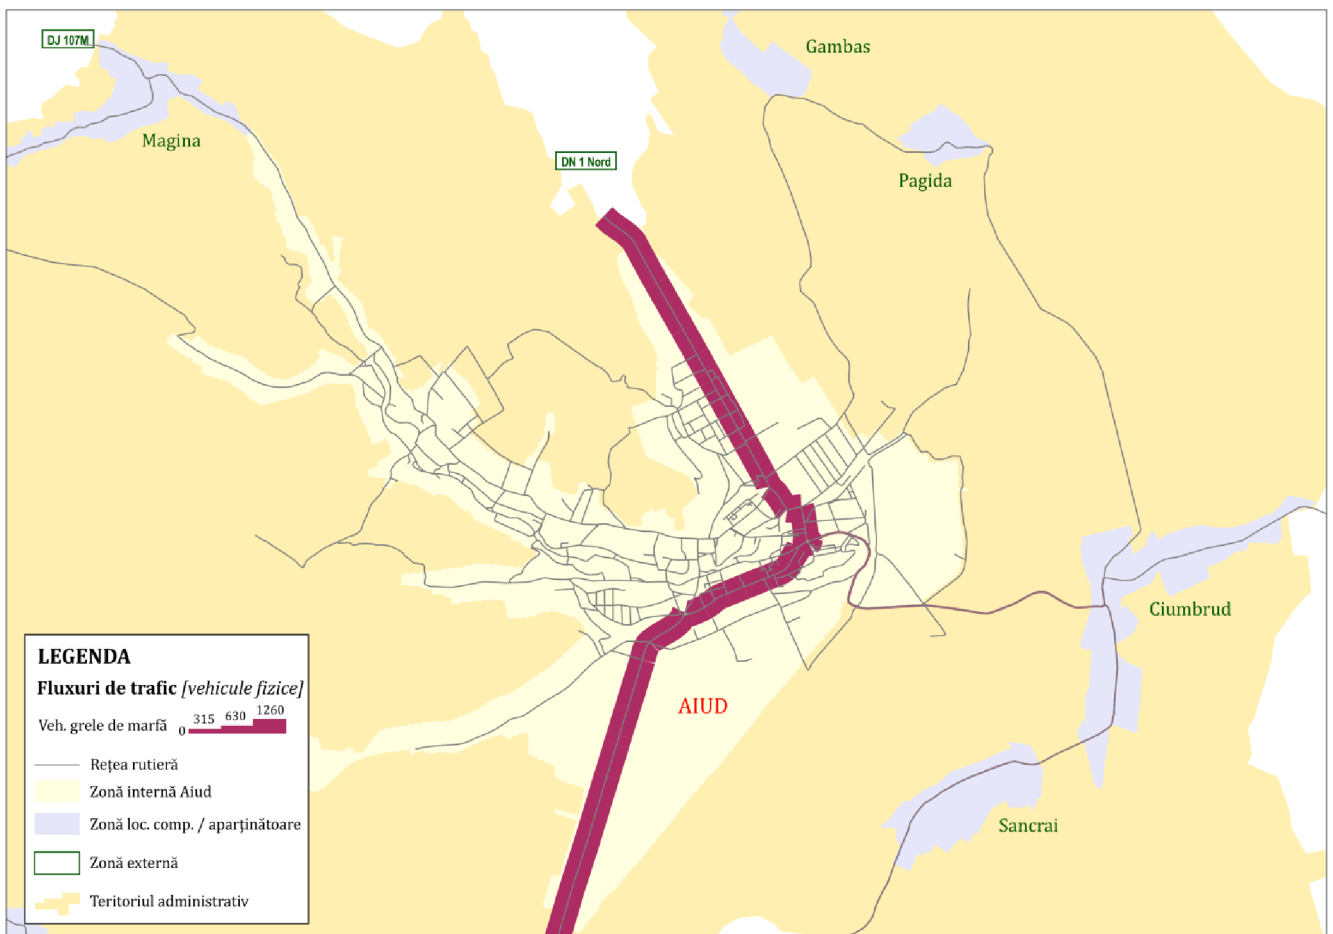 DJ 107M
Gambas
Magina
DN 1 Nord
Pagida
Ciumbrud
AIUD
Sancrai
LEGENDA
Fluxuri de trafic [vehicule fizice]
Veh. grele de marfă 0 315 630 1260
Rețea rutieră
Zonă internă Aiud
Zonă loc. comp. / aparținătoare
Zonă externă
Teritoriul administrativ